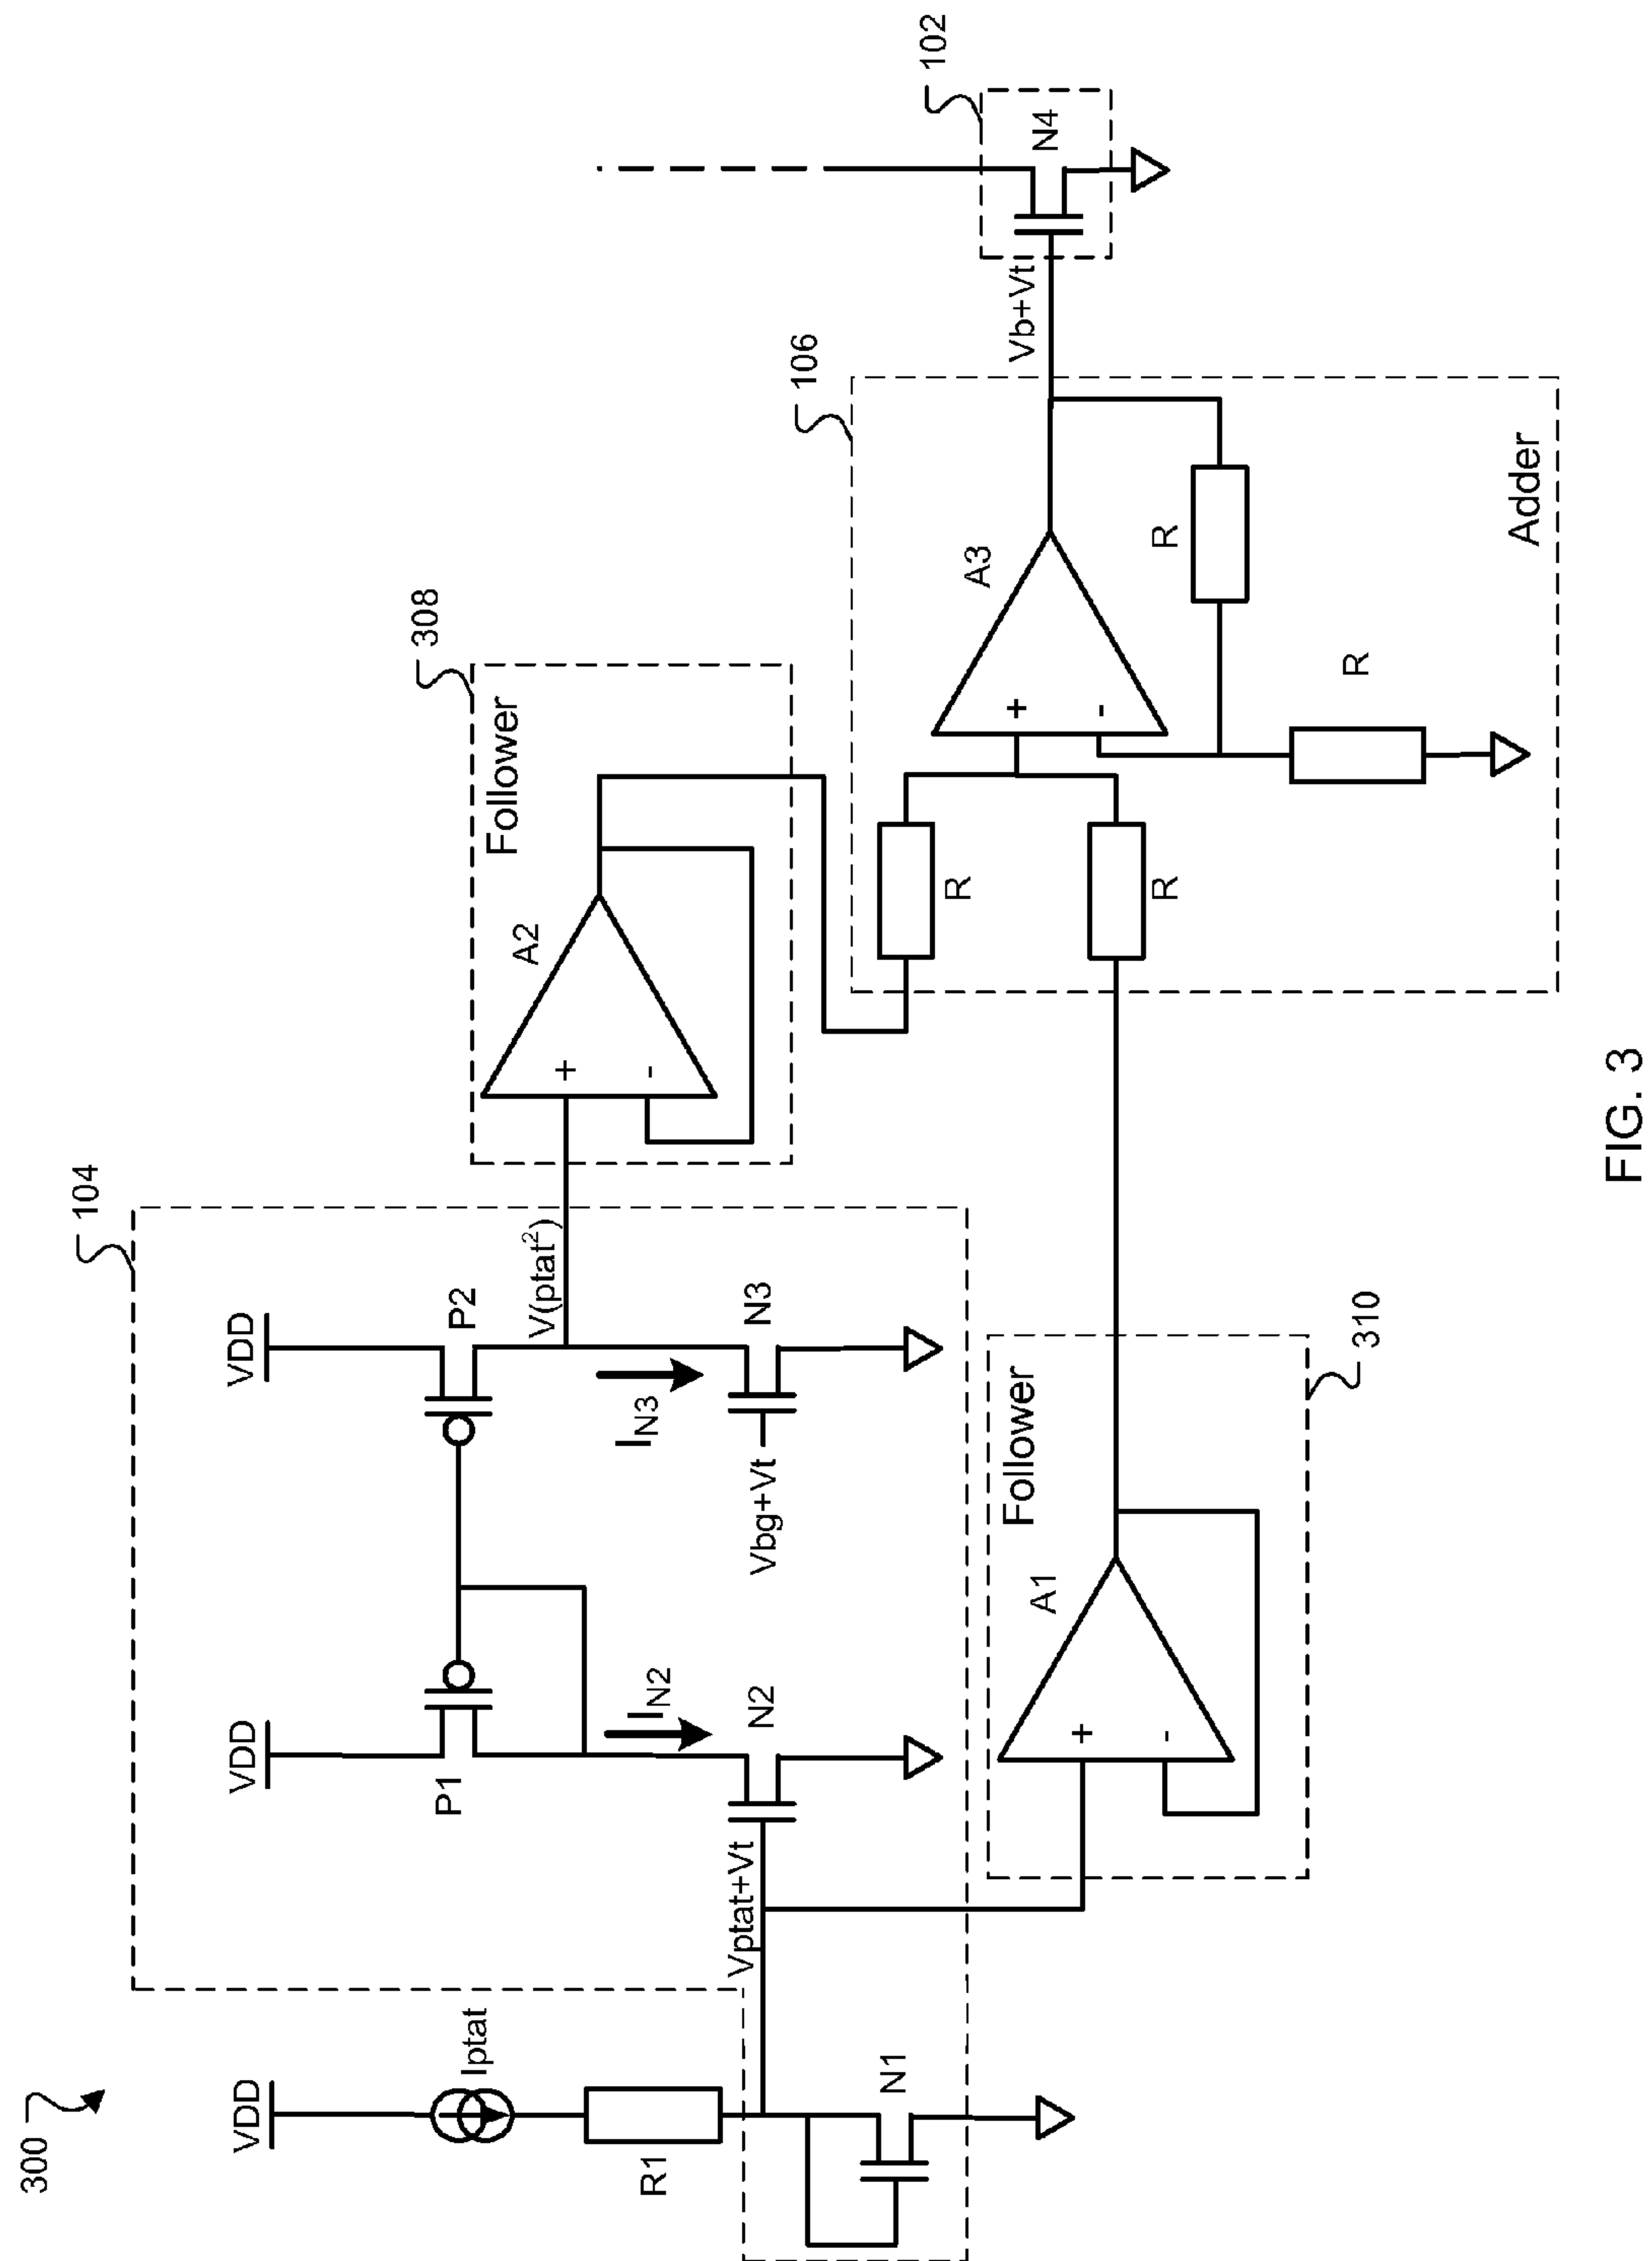 300
VDD
Iptat
R1
N1
104
VDD
P1
I_N2
N2
Vptat+Vt
VDD
P2
V(ptat²)
I_N3
N3
Vbg+Vt
308
Follower
A2
+
-
310
Follower
A1
+
-
106
R
R
A3
+
-
R
R
Adder
Vb+Vt
102
N4
FIG. 3